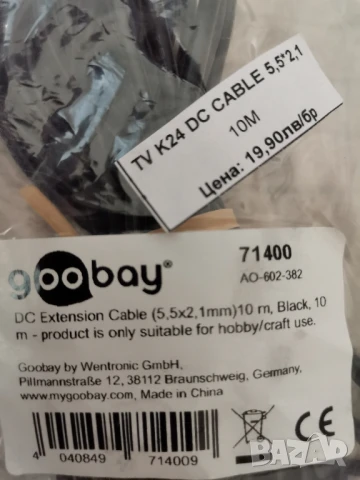 TV K24 DC CABLE 5,5*2,1
10M
Цена: 19,90лв/бр
goobay®
71400
AO-602-382
DC Extension Cable (5,5x2,1mm)10 m, Black, 10
m - product is only suitable for hobby/craft use.
Goobay by Wentronic GmbH,
Pillmannstraße 12, 38112 Braunschweig, Germany,
www.mygoobay.com, Made in China
CE
4 040849 714009
BAZAR